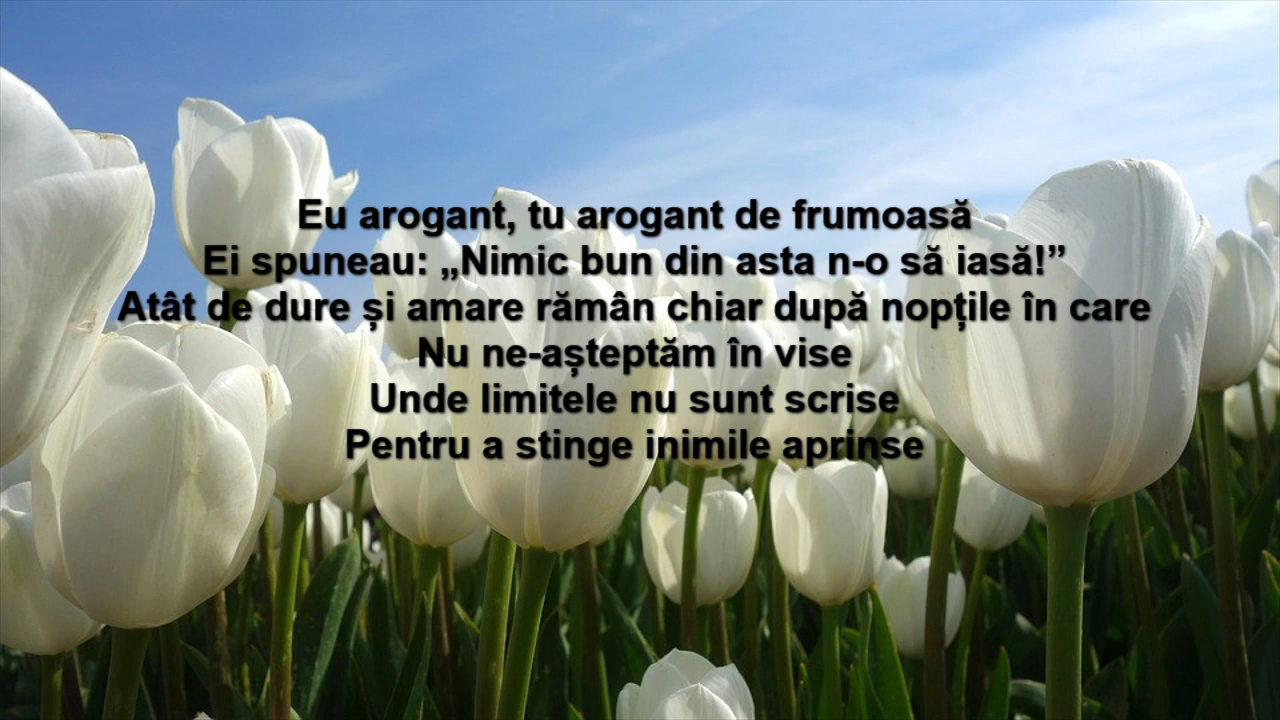 Eu arogant, tu arogant de frumoasă
Ei spuneau: „Nimic bun din asta n-o să iasă!”
Atât de dure și amare rămân chiar după nopțile în care
Nu ne-așteptăm în vise
Unde limitele nu sunt scrise
Pentru a stinge inimile aprinse